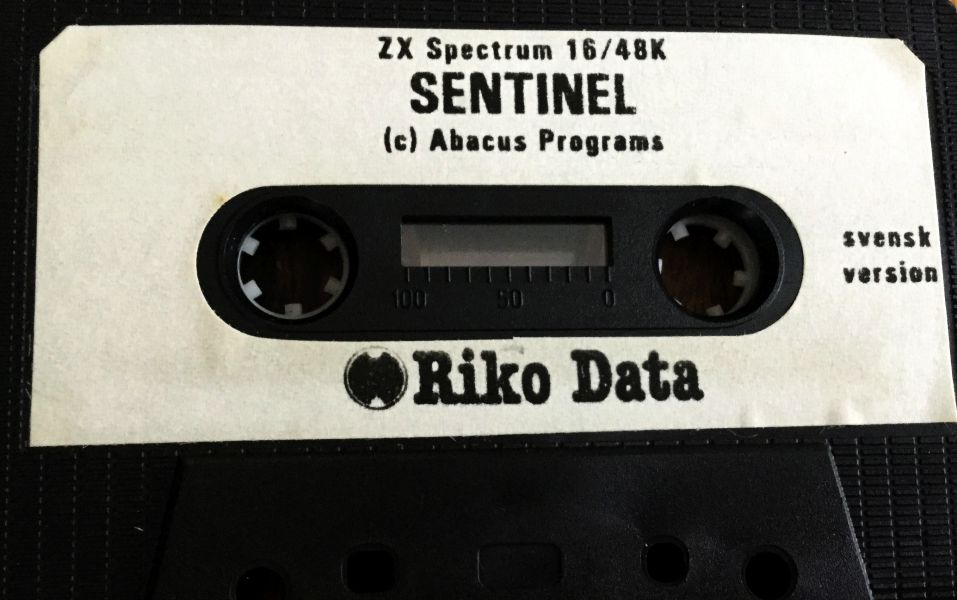 ZX Spectrum 16/48K
SENTINEL
(c) Abacus Programs
svensk
version
100 50 0
Riko Data